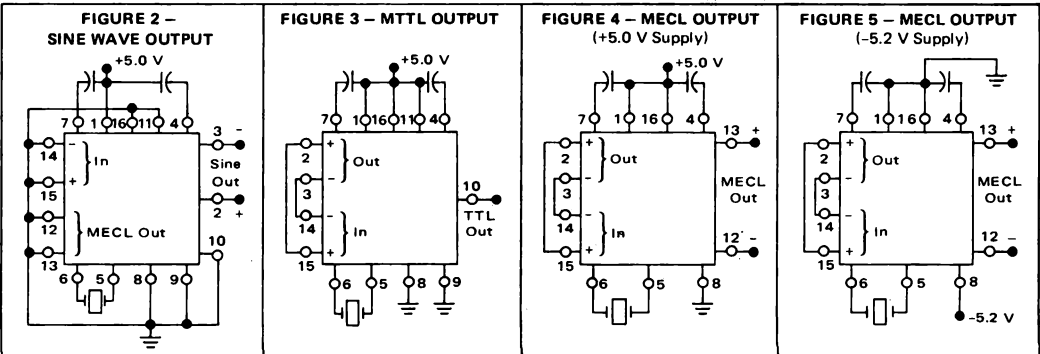 FIGURE 2 –
SINE WAVE OUTPUT
+5.0 V
7 1 16 11 4
3 -
14 -
In
Sine
15 +
Out
2 +
12
MECL Out
10
13
6 5 8 9
FIGURE 3 – MTTL OUTPUT
+5.0 V
7 1 16 11 4
2 +
Out
3 -
10
TTL
Out
14 -
In
15 +
6 5 8 9
FIGURE 4 – MECL OUTPUT
(+5.0 V Supply)
+5.0 V
7 1 16 4
13 +
2 +
Out
3 -
MECL
Out
14 -
In
12 -
15 +
6 5 8
FIGURE 5 – MECL OUTPUT
(–5.2 V Supply)
7 1 16 4
13 +
2 +
Out
3 -
MECL
Out
14 -
In
12 -
15 +
6 5 8
–5.2 V